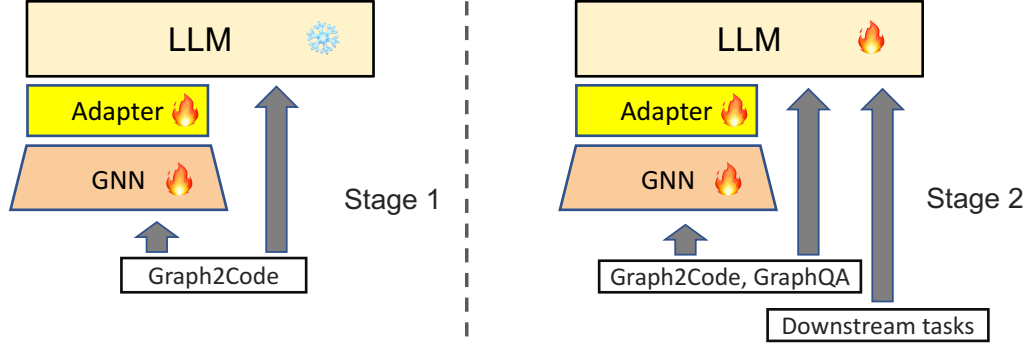 LLM
Adapter
GNN
Stage 1
Graph2Code
LLM
Adapter
GNN
Stage 2
Graph2Code, GraphQA
Downstream tasks